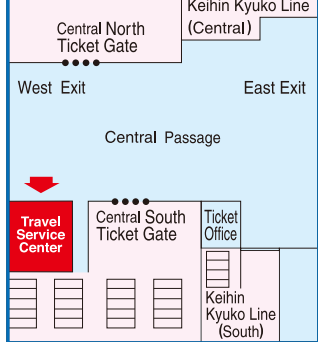 Keihin Kyuko Line
(Central)
Central North
Ticket Gate
West Exit
East Exit
Central Passage
Travel
Service
Center
Central South
Ticket Gate
Ticket
Office
Keihin
Kyuko Line
(South)